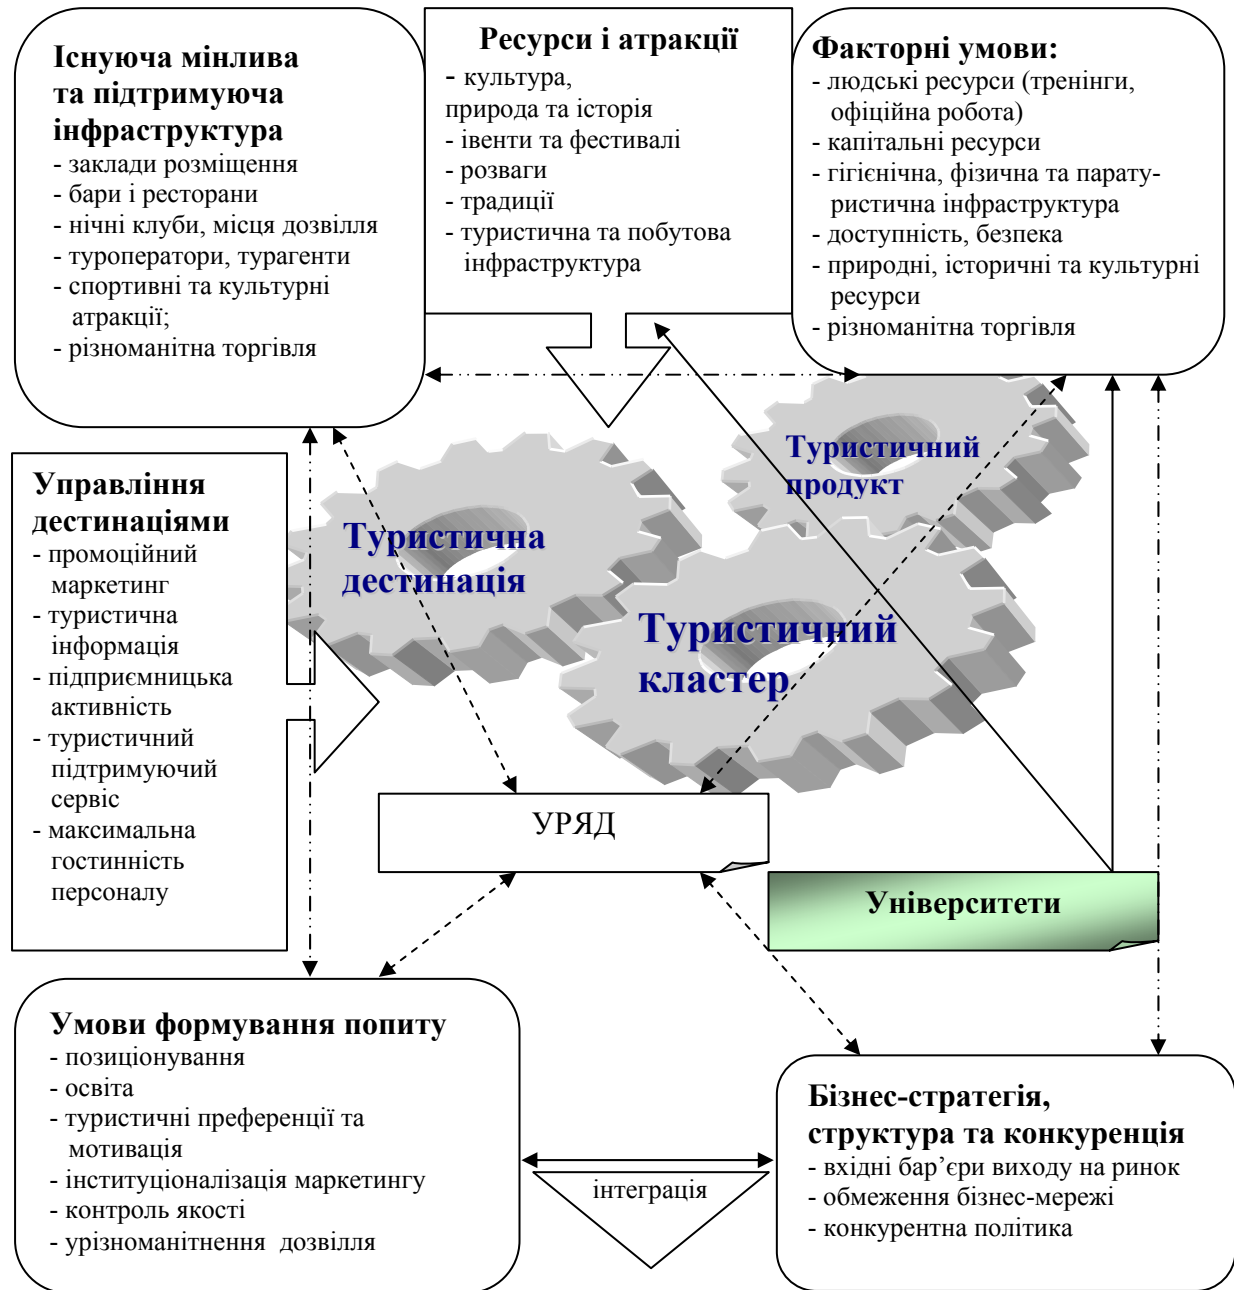 Існуюча мінлива
та підтримуюча
інфраструктура
- заклади розміщення
- бари і ресторани
- нічні клуби, місця дозвілля
- туроператори, турагенти
- спортивні та культурні
атракції;
- різноманітна торгівля
Ресурси і атракції
- культура,
природа та історія
- івенти та фестивалі
- розваги
- традиції
- туристична та побутова
інфраструктура
Факторні умови:
- людські ресурси (тренінги,
офіційна робота)
- капітальні ресурси
- гігієнічна, фізична та парату-
ристична інфраструктура
- доступність, безпека
- природні, історичні та культурні
ресурси
- різноманітна торгівля
Управління
дестинаціями
- промоційний
маркетинг
- туристична
інформація
- підприємницька
активність
- туристичний
підтримуючий
сервіс
- максимальна
гостинність
персоналу
Туристична
дестинація
Туристичний
продукт
Туристичний
кластер
УРЯД
Університети
Умови формування попиту
- позиціонування
- освіта
- туристичні преференції та
мотивація
- інституціоналізація маркетингу
- контроль якості
- урізноманітнення дозвілля
інтеграція
Бізнес-стратегія,
структура та конкуренція
- вхідні бар’єри виходу на ринок
- обмеження бізнес-мережі
- конкурентна політика